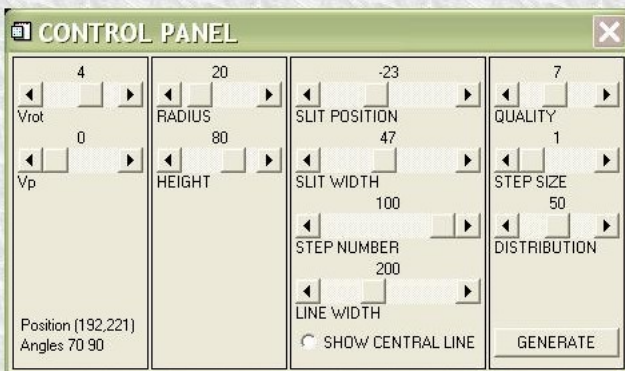 CONTROL PANEL
4
Vrot
0
Vp
Position (192,221)
Angles 70 90
20
RADIUS
80
HEIGHT
-23
SLIT POSITION
47
SLIT WIDTH
100
STEP NUMBER
200
LINE WIDTH
SHOW CENTRAL LINE
7
QUALITY
1
STEP SIZE
50
DISTRIBUTION
GENERATE